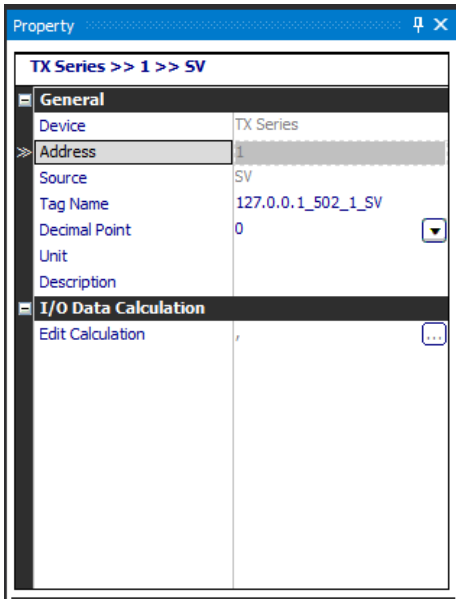 Property
TX Series >> 1 >> SV
General
Device TX Series
Address 1
Source SV
Tag Name 127.0.0.1_502_1_SV
Decimal Point 0
Unit
Description
I/O Data Calculation
Edit Calculation , ...